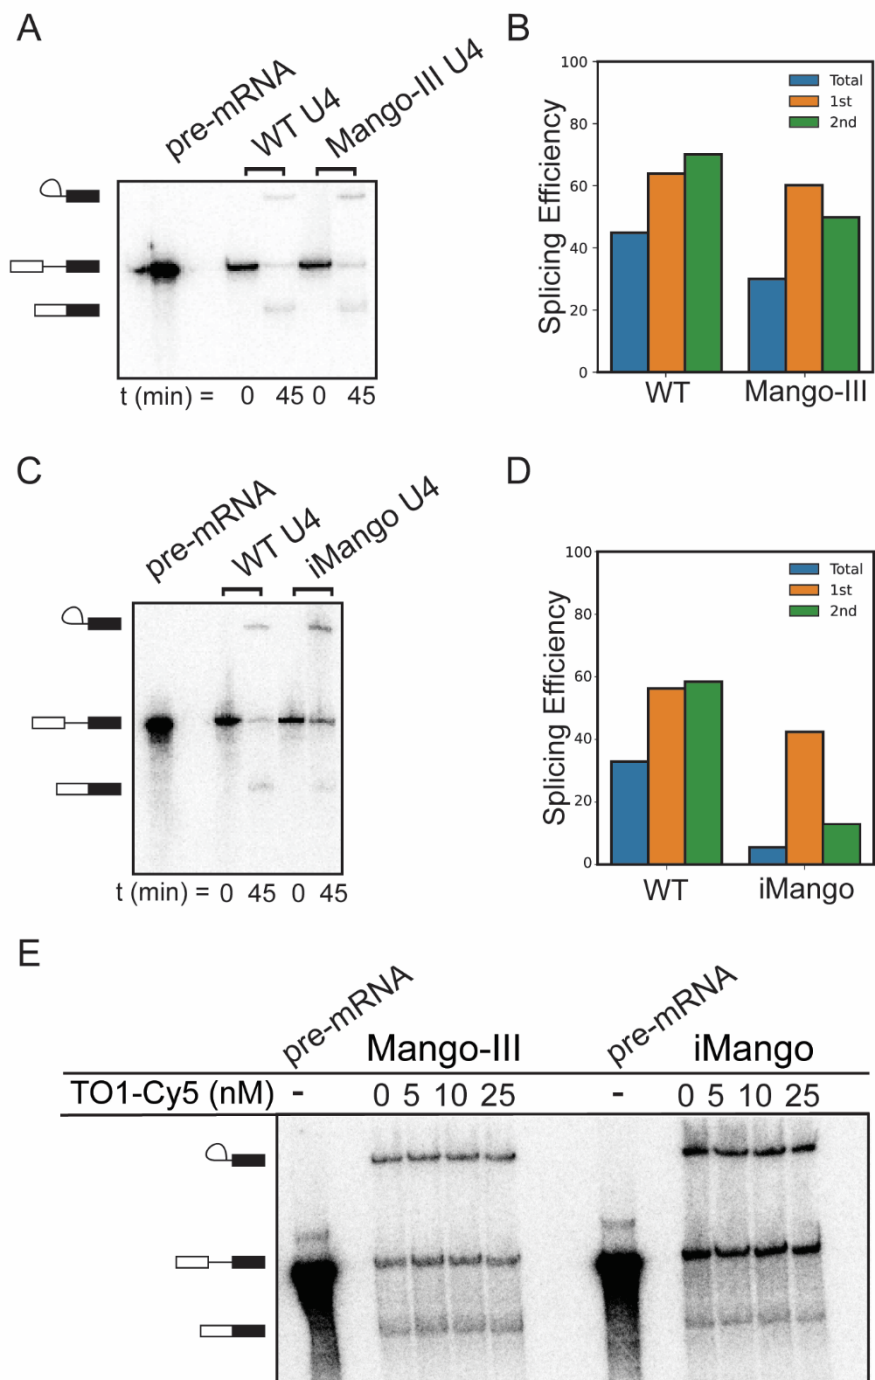 A
pre-mRNA
WT U4
Mango-III U4
t (min) = 0 45 0 45
B
Splicing Efficiency
100
80
60
40
20
0
Total
1st
2nd
WT Mango-III
C
pre-mRNA
WT U4
iMango U4
t (min) = 0 45 0 45
D
Splicing Efficiency
100
80
60
40
20
0
Total
1st
2nd
WT iMango
E
pre-mRNA Mango-III pre-mRNA iMango
TO1-Cy5 (nM) - 0 5 10 25 - 0 5 10 25